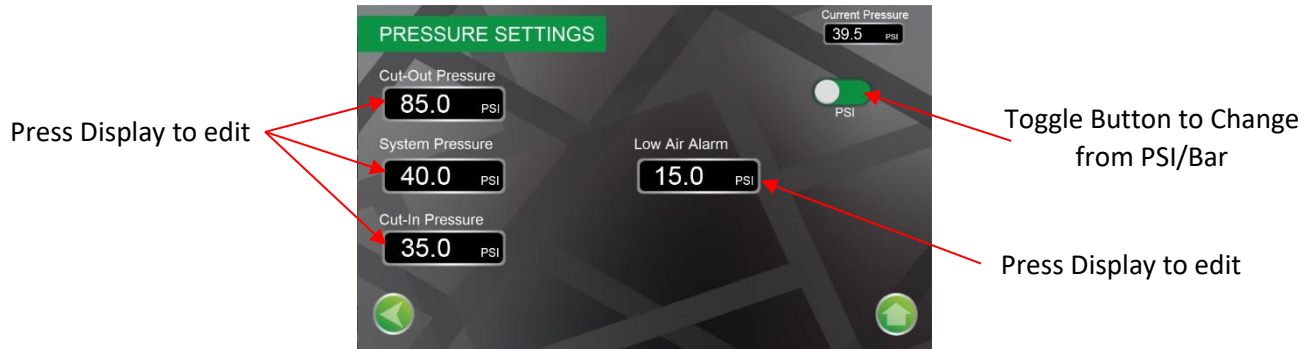 Current Pressure
39.5 PSI
PRESSURE SETTINGS
Cut-Out Pressure
85.0 PSI
PSI
Press Display to edit
Toggle Button to Change
from PSI/Bar
System Pressure
40.0 PSI
Low Air Alarm
15.0 PSI
Cut-In Pressure
35.0 PSI
Press Display to edit